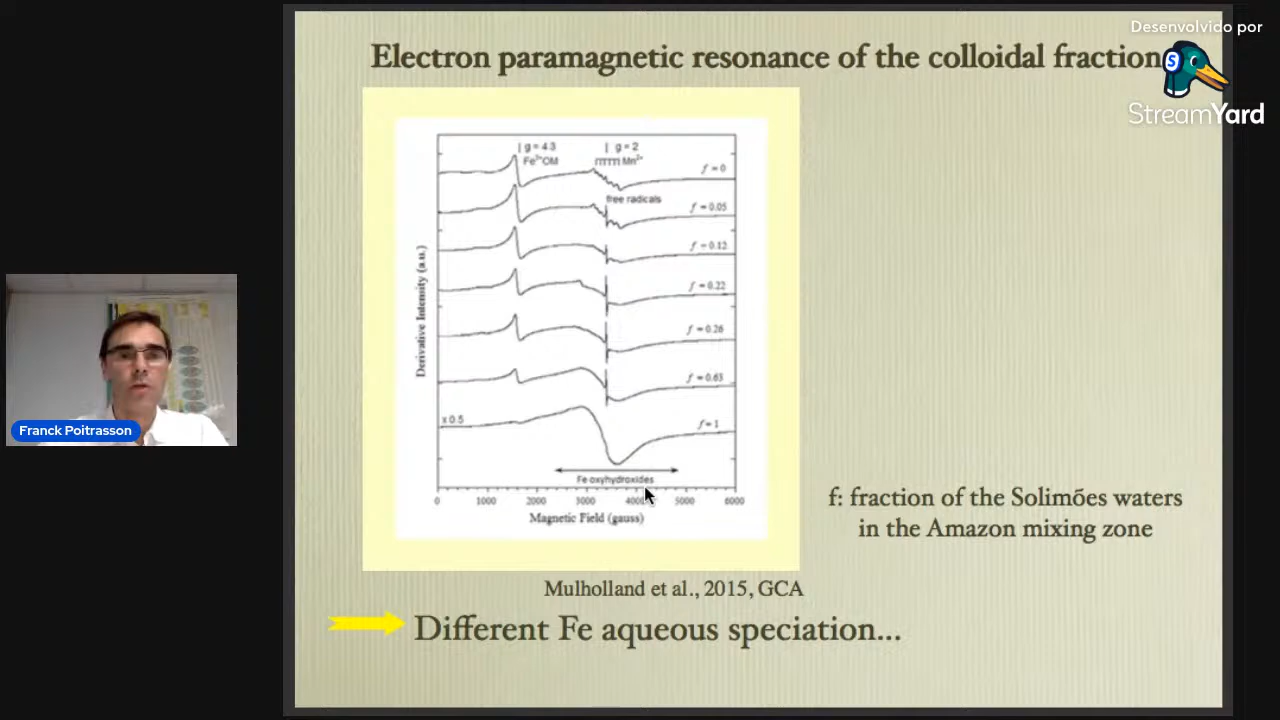 Desenvolvido por
StreamYard
Electron paramagnetic resonance of the colloidal fraction
| g = 4.3
| g = 2
Mn²⁺
f = 0
free radicals
f = 0.05
f = 0.12
f = 0.22
f = 0.26
f = 0.63
x 0.5
f = 1
Fe oxyhydroxides
0 1000 2000 3000 4000 5000 6000
Magnetic Field (gauss)
Derivative Intensity (a.u.)
f: fraction of the Solimões waters
in the Amazon mixing zone
Mulholland et al., 2015, GCA
Different Fe aqueous speciation...
Franck Poitrasson